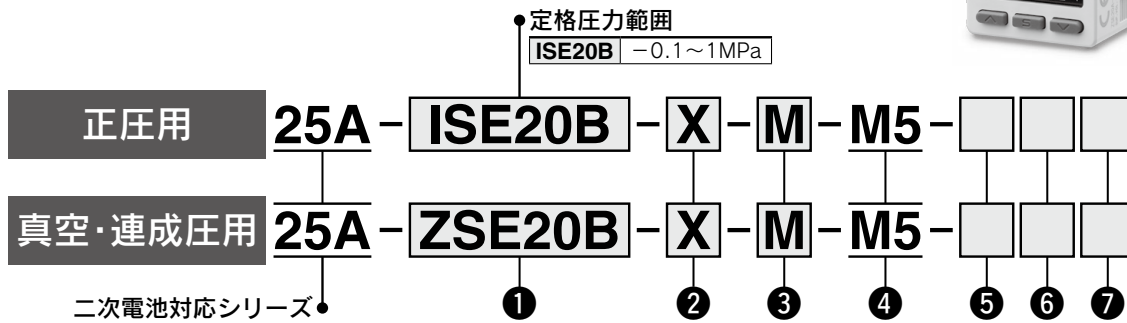 定格圧力範囲
ISE20B －0.1～1MPa
正圧用 25A-ISE20B-X-M-M5-
真空・連成圧用 25A-ZSE20B-X-M-M5-
二次電池対応シリーズ ❶ ❷ ❸ ❹ ❺ ❻ ❼